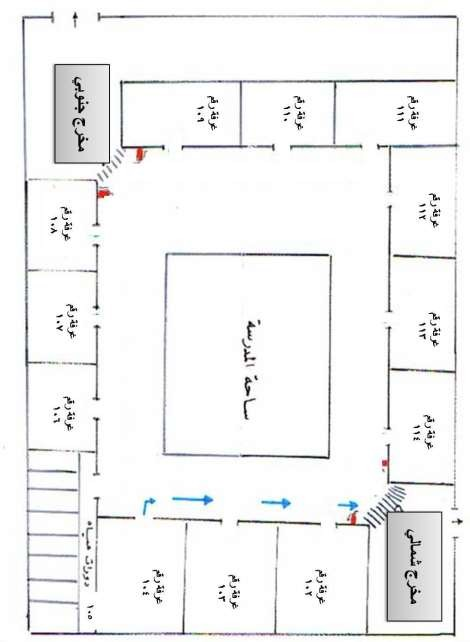 مخرج جنوبي
غرفة رقم
١٠٩
غرفة رقم
١١٠
غرفة رقم
١١١
غرفة رقم
١٠٨
غرفة رقم
١١٢
غرفة رقم
١٠٧
غرفة رقم
١١٣
ساحة المدرسة
غرفة رقم
١٠٦
غرفة رقم
١١٤
دورات مياه
١٠٥
غرفة رقم
١٠٤
غرفة رقم
١٠٣
غرفة رقم
١٠٢
مخرج شمالي